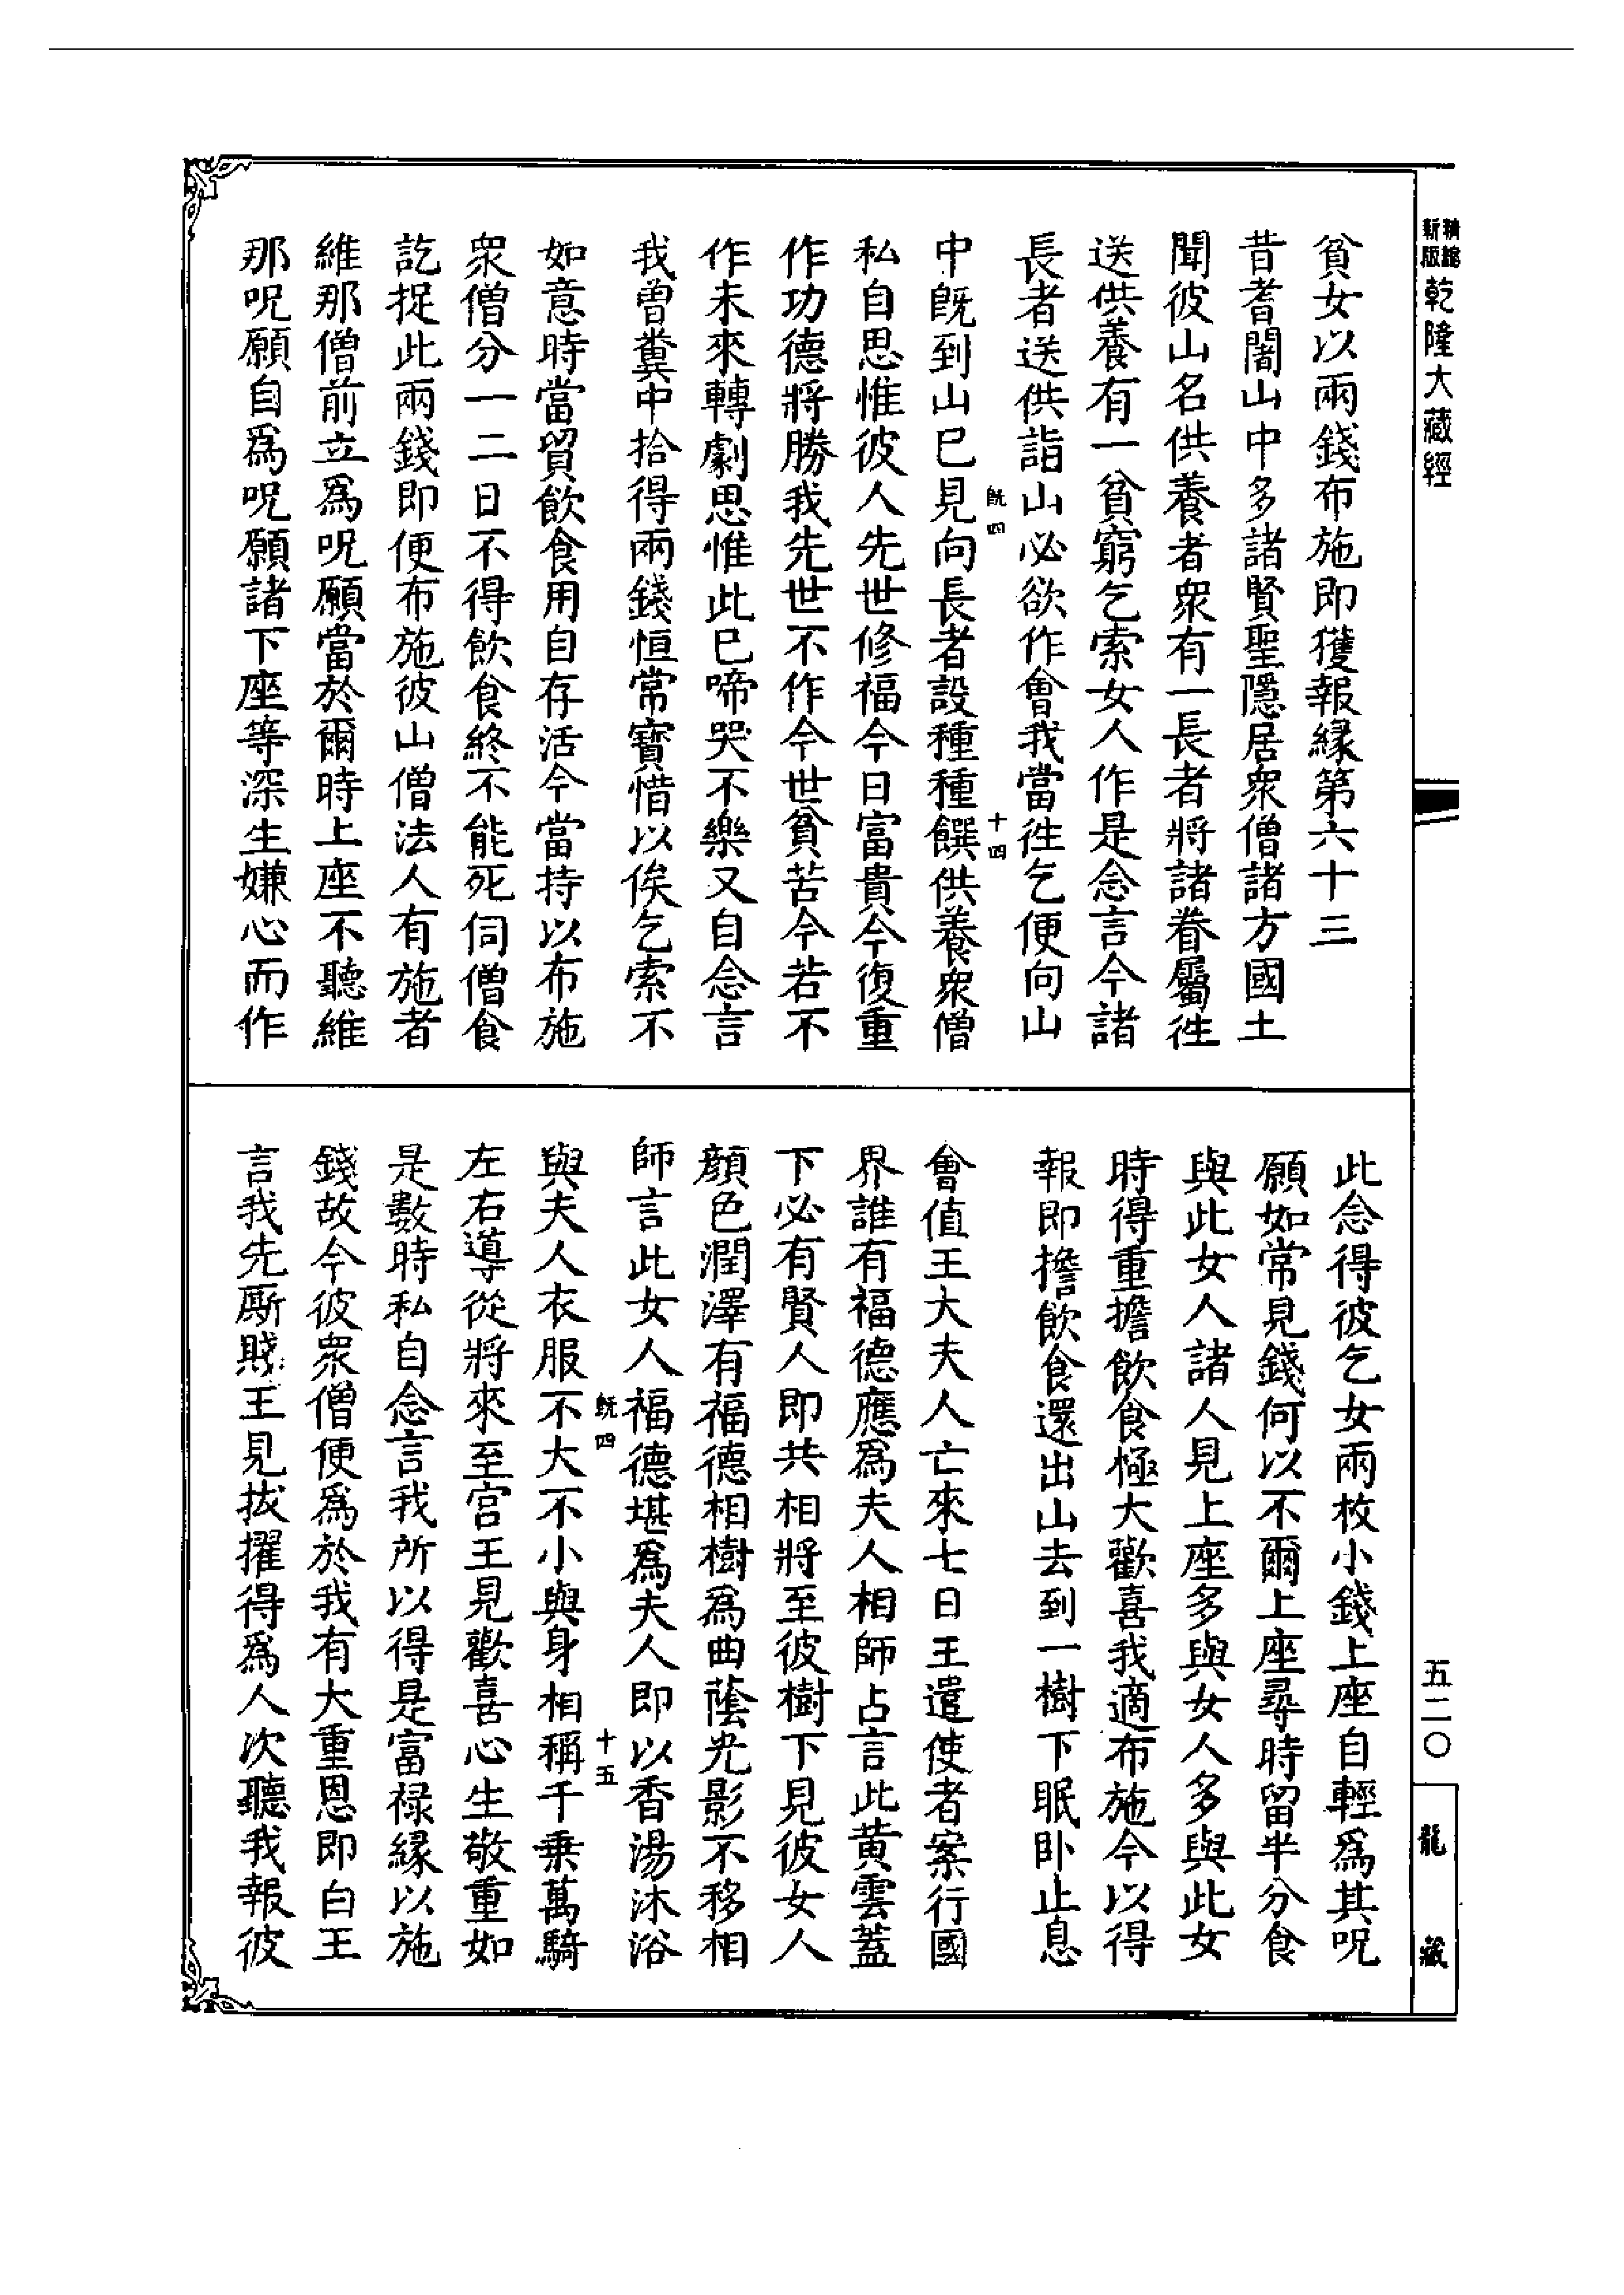 新版
精縮
乾隆大藏經
五二〇
龍藏
貧女以兩錢布施即獲報緣第六十三
昔耆闍山中多諸賢聖隱居衆僧諸方國土
聞彼山名供養者衆有一長者將諸眷屬徃
送供養有一貧窮乞索女人作是念言今諸
長者送供詣山必欲作會我當徃乞便向山
旣四
十四
中旣到山巳見向長者設種種饌供養衆僧
私自思惟彼人先世修福今日富貴今復重
作功德將勝我先世不作今世貧苦今若不
作未來轉劇思惟此巳啼哭不樂又自念言
我曾糞中拾得兩錢恒常寳惜以俟乞索不
如意時當貿飲食用自存活今當持以布施
衆僧分一二日不得飲食終不能死伺僧食
訖捉此兩錢即便布施彼山僧法人有施者
維那僧前立爲呪願當於爾時上座不聽維
那呪願自爲呪願諸下座等深生嫌心而作
此念得彼乞女兩枚小錢上座自輕爲其呪
願如常見錢何以不爾上座尋時留半分食
與此女人諸人見上座多與女人多與此女
時得重擔飲食極大歡喜我適布施今以得
報即擔飲食還出山去到一樹下眠卧止息
會值王大夫人亡來七日王遣使者案行國
界誰有福德應爲夫人相師占言此黄雲蓋
下必有賢人即共相將至彼樹下見彼女人
顔色潤澤有福德相樹爲曲蔭光影不移相
師言此女人福德堪爲夫人即以香湯沐浴
旣四
十五
與夫人衣服不大不小與身相稱千乗萬騎
左右導從將來至宮王見歡喜心生敬重如
是數時私自念言我所以得是富禄緣以施
錢故今彼衆僧便爲於我有大重恩即白王
言我先厮賤王見拔擢得爲人次聽我報彼